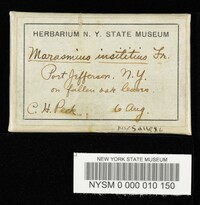 HERBARIUM N. Y. STATE MUSEUM
Marasmius insititius Fr.
Port Jefferson, N.Y.
on fallen oak leaves.
C. H. Peck. Aug.
NEW YORK STATE MUSEUM
NYSM 0 000 010 150